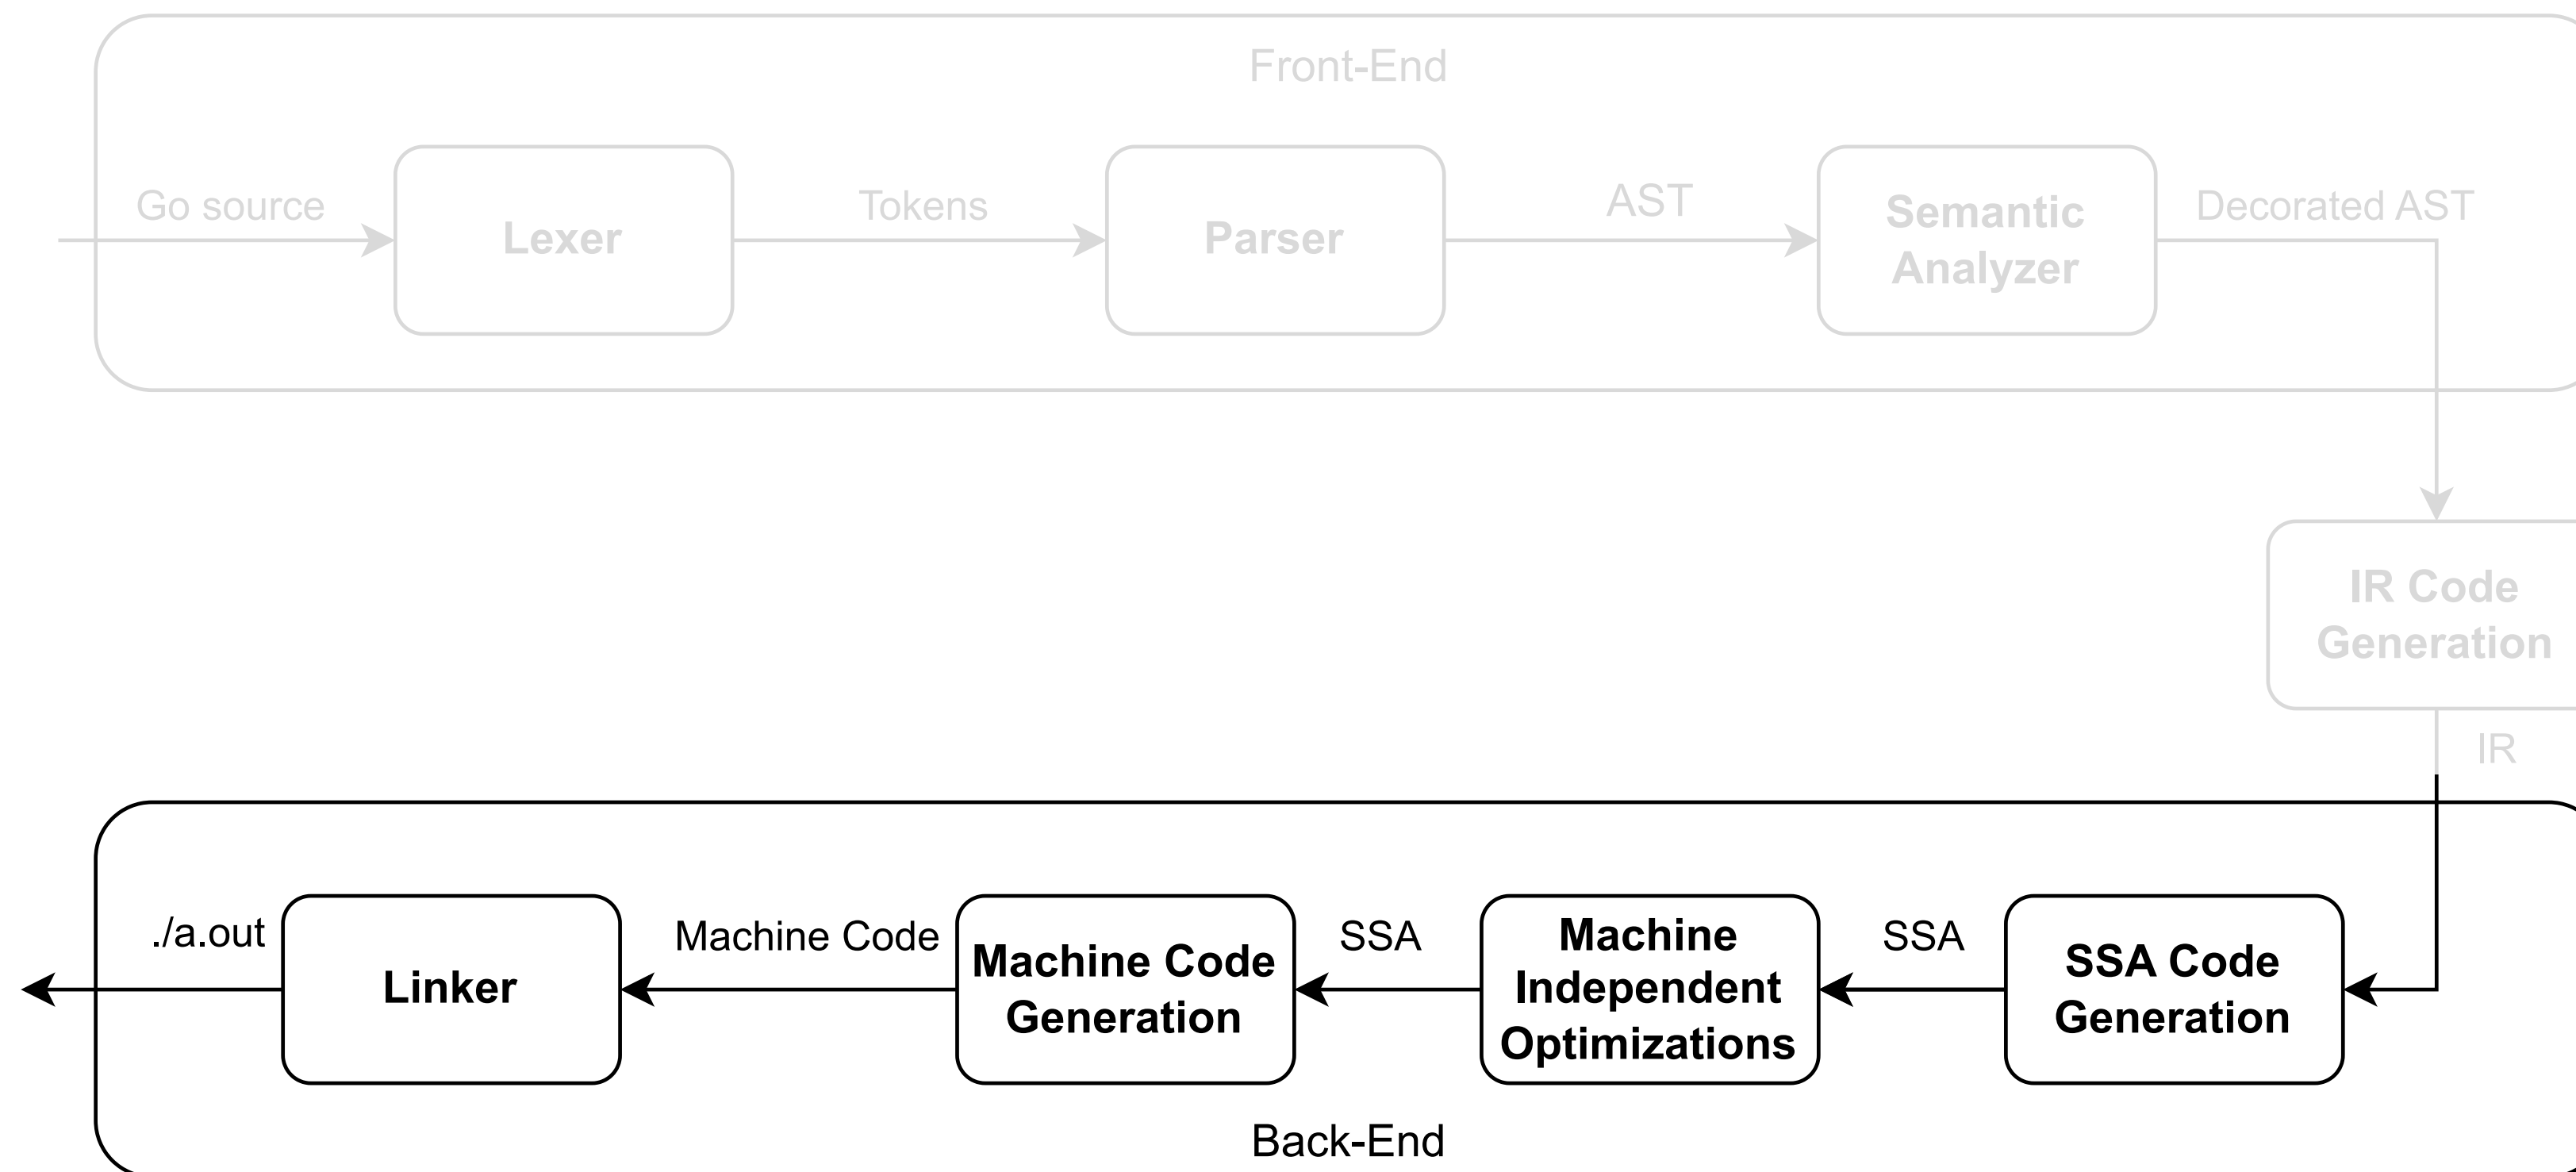 Front-End
Go source
Lexer
Tokens
Parser
AST
Semantic
Analyzer
Decorated AST
IR Code
Generation
IR
./a.out
Linker
Machine Code
Machine Code
Generation
SSA
Machine
Independent
Optimizations
SSA
SSA Code
Generation
Back-End